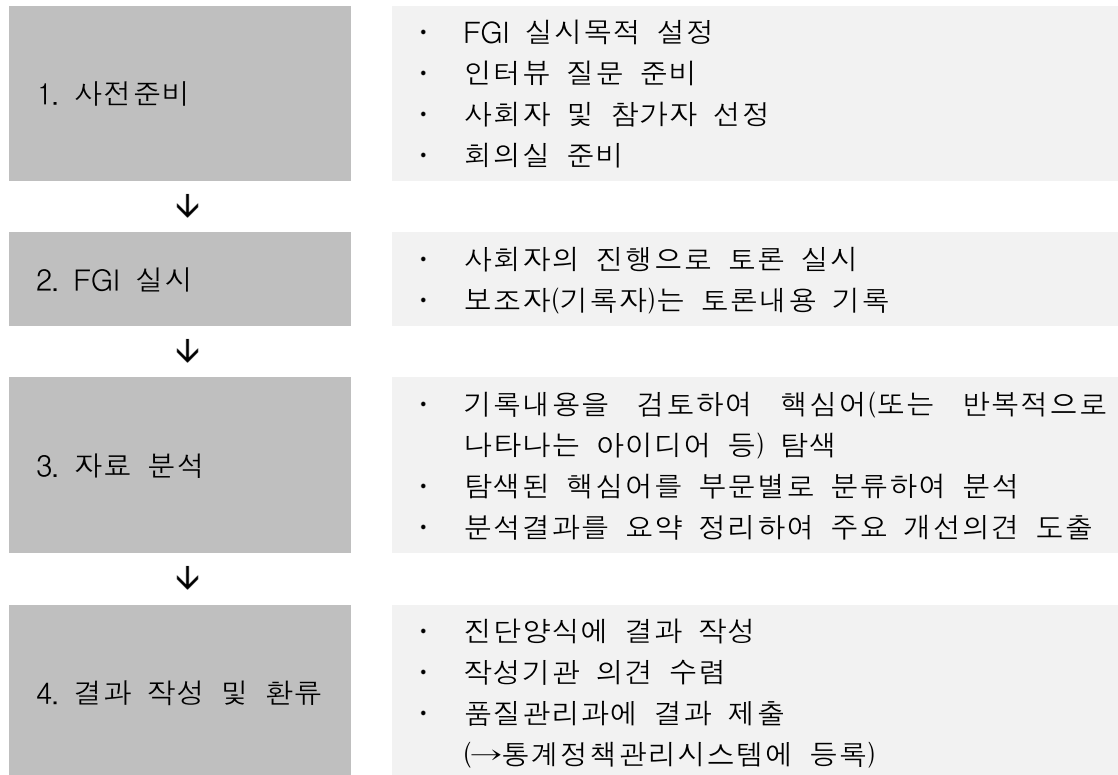 1. 사전준비
· FGI 실시목적 설정
· 인터뷰 질문 준비
· 사회자 및 참가자 선정
· 회의실 준비
↓
2. FGI 실시
· 사회자의 진행으로 토론 실시
· 보조자(기록자)는 토론내용 기록
↓
3. 자료 분석
· 기록내용을 검토하여 핵심어(또는 반복적으로
나타나는 아이디어 등) 탐색
· 탐색된 핵심어를 부문별로 분류하여 분석
· 분석결과를 요약 정리하여 주요 개선의견 도출
↓
4. 결과 작성 및 환류
· 진단양식에 결과 작성
· 작성기관 의견 수렴
· 품질관리과에 결과 제출
(→통계정책관리시스템에 등록)